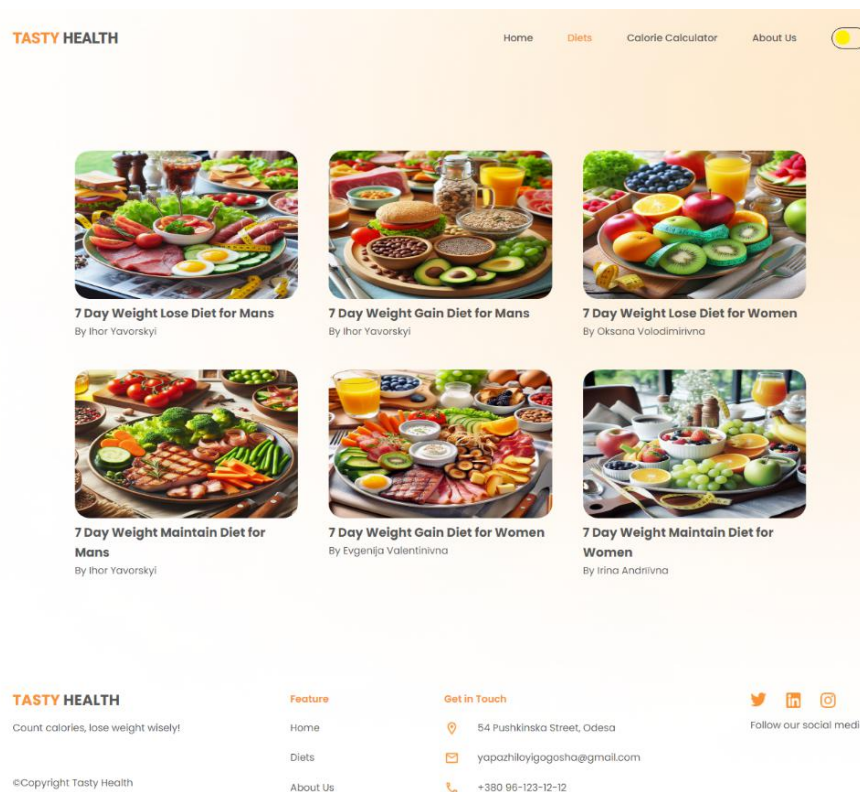 TASTY HEALTH
Home Diets Calorie Calculator About Us
7 Day Weight Lose Diet for Mans
By Ihor Yavorskyi
7 Day Weight Gain Diet for Mans
By Ihor Yavorskyi
7 Day Weight Lose Diet for Women
By Oksana Volodimirivna
7 Day Weight Maintain Diet for
Mans
By Ihor Yavorskyi
7 Day Weight Gain Diet for Women
By Evgenija Valentinivna
7 Day Weight Maintain Diet for
Women
By Irina Andriivna
TASTY HEALTH
Count calories, lose weight wisely!
©Copyright Tasty Health
Feature
Home
Diets
About Us
Get in Touch
54 Pushkinska Street, Odesa
yapazhiloyigogosha@gmail.com
+380 96-123-12-12
Follow our social medi